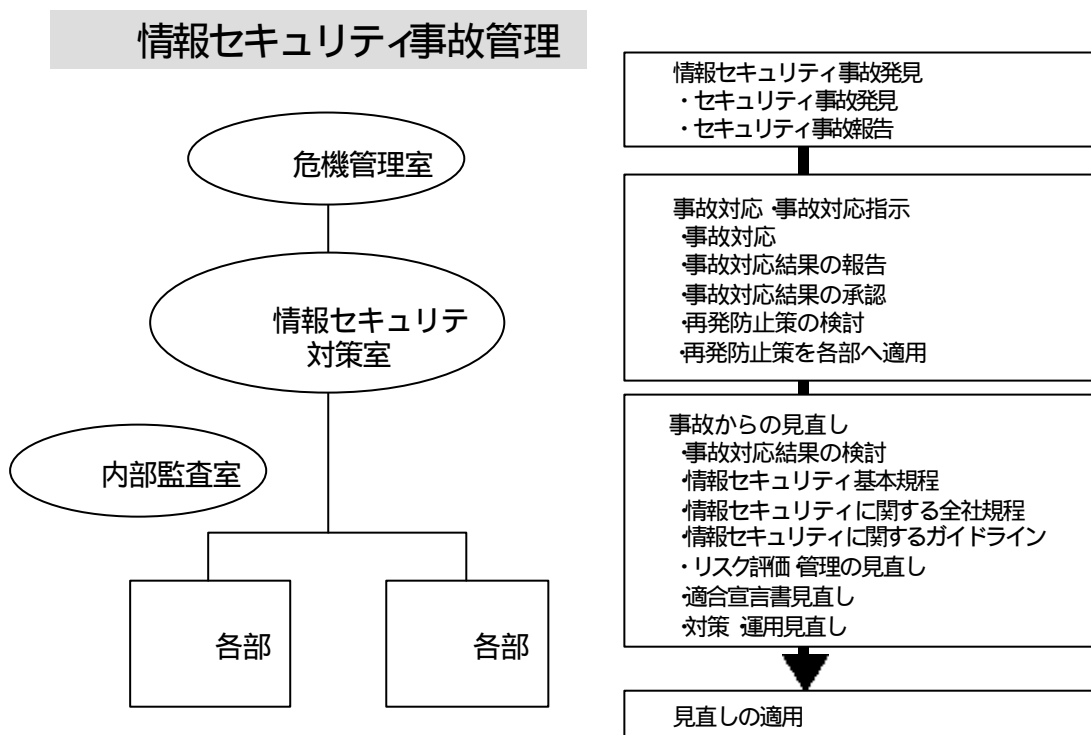 情報セキュリティ事故管理
危機管理室
情報セキュリテ
対策室
内部監査室
各部
各部
情報セキュリティ事故発見
・セキュリティ事故発見
・セキュリティ事故報告
事故対応・事故対応指示
・事故対応
・事故対応結果の報告
・事故対応結果の承認
・再発防止策の検討
・再発防止策を各部へ適用
事故からの見直し
・事故対応結果の検討
・情報セキュリティ基本規程
・情報セキュリティに関する全社規程
・情報セキュリティに関するガイドライン
・リスク評価・管理の見直し
・適合宣言書見直し
・対策・運用見直し
見直しの適用